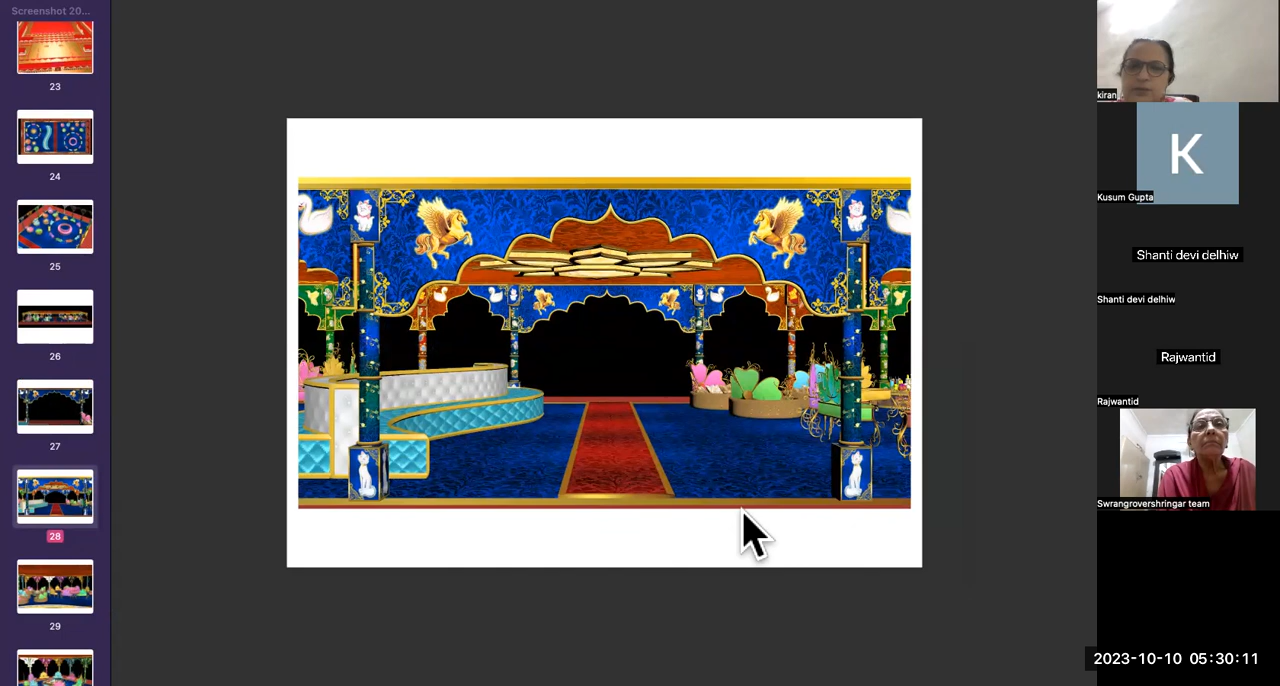 Screenshot 20...
23
24
25
26
27
28
29
kiran
K
Kusum Gupta
Shanti devi delhiw
Shanti devi delhiw
Rajwantid
Rajwantid
Swrangrovershringar team
2023-10-10 05:30:11